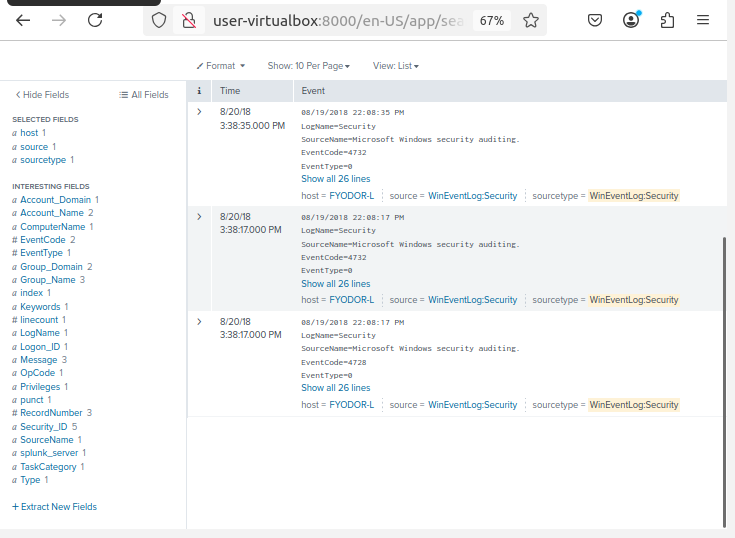 user-virtualbox:8000/en-US/app/sea 67%
Format Show: 10 Per Page View: List
< Hide Fields All Fields
i Time Event
SELECTED FIELDS
a host 1
a source 1
a sourcetype 1
INTERESTING FIELDS
a Account_Domain 1
a Account_Name 2
a ComputerName 1
# EventCode 2
# EventType 1
a Group_Domain 2
a Group_Name 3
a index 1
a Keywords 1
# linecount 1
a LogName 1
a Logon_ID 1
a Message 3
a OpCode 1
a Privileges 1
a punct 1
# RecordNumber 3
a Security_ID 5
a SourceName 1
a splunk_server 1
a TaskCategory 1
a Type 1
+ Extract New Fields
> 8/20/18
3:38:35.000 PM
08/19/2018 22:08:35 PM
LogName=Security
SourceName=Microsoft Windows security auditing.
EventCode=4732
EventType=0
Show all 26 lines
host = FYODOR-L source = WinEventLog:Security sourcetype = WinEventLog:Security
> 8/20/18
3:38:17.000 PM
08/19/2018 22:08:17 PM
LogName=Security
SourceName=Microsoft Windows security auditing.
EventCode=4732
EventType=0
Show all 26 lines
host = FYODOR-L source = WinEventLog:Security sourcetype = WinEventLog:Security
> 8/20/18
3:38:17.000 PM
08/19/2018 22:08:17 PM
LogName=Security
SourceName=Microsoft Windows security auditing.
EventCode=4728
EventType=0
Show all 26 lines
host = FYODOR-L source = WinEventLog:Security sourcetype = WinEventLog:Security